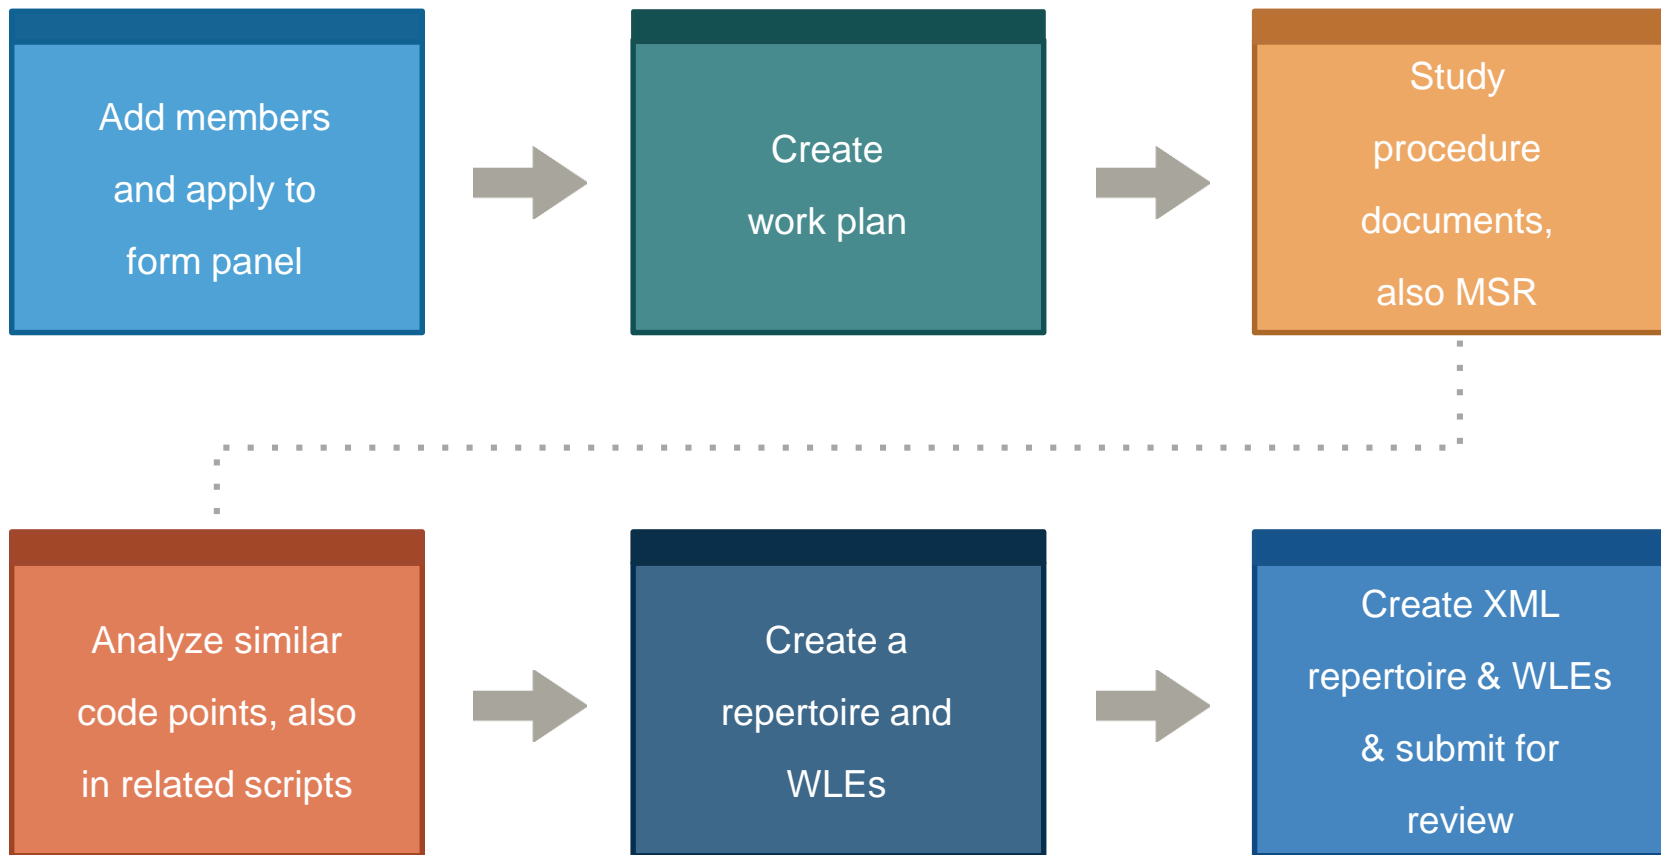 Add members
and apply to
form panel
Create
work plan
Study
procedure
documents,
also MSR
Analyze similar
code points, also
in related scripts
Create a
repertoire and
WLEs
Create XML
repertoire & WLEs
& submit for
review